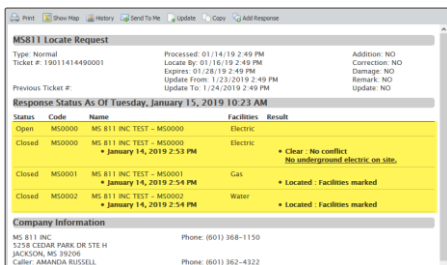 Print Show Map History Send To Me Update Copy Add Response
MS811 Locate Request
Type: Normal Processed: 01/14/19 2:49 PM Addition: NO
Ticket #: 19011414490001 Locate By: 01/16/19 2:49 PM Correction: NO
Expires: 01/28/19 2:49 PM Damage: NO
Update From: 1/23/2019 2:49 PM Remark: NO
Previous Ticket #: Update To: 1/24/2019 2:49 PM Update: NO
Response Status As Of Tuesday, January 15, 2019 10:23 AM
Status Code Name Facilities Result
Open MS0000 MS 811 INC TEST - MS0000 Electric
Closed MS0000 MS 811 INC TEST - MS0000 Electric
• January 14, 2019 2:53 PM • Clear : No conflict
No underground electric on site.
Closed MS0001 MS 811 INC TEST - MS0001 Gas
• January 14, 2019 2:54 PM • Located : Facilities marked
Closed MS0002 MS 811 INC TEST - MS0002 Water
• January 14, 2019 2:54 PM • Located : Facilities marked
Company Information
MS 811 INC Phone: (601) 368-1150
5258 CEDAR PARK DR STE H
JACKSON, MS 39206
Caller: AMANDA RUSSELL Phone: (601) 362-4322